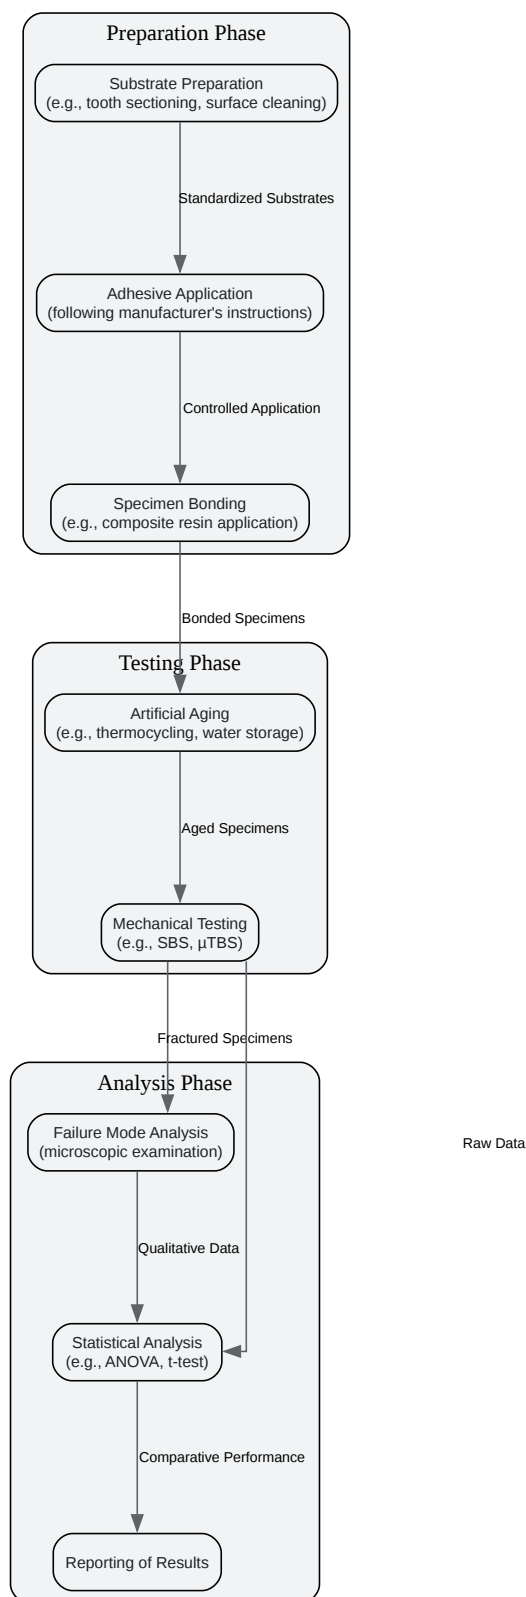 Preparation Phase
Substrate Preparation
(e.g., tooth sectioning, surface cleaning)
Standardized Substrates
Adhesive Application
(following manufacturer's instructions)
Controlled Application
Specimen Bonding
(e.g., composite resin application)
Bonded Specimens
Testing Phase
Artificial Aging
(e.g., thermocycling, water storage)
Aged Specimens
Mechanical Testing
(e.g., SBS, µTBS)
Fractured Specimens
Analysis Phase
Failure Mode Analysis
(microscopic examination)
Raw Data
Qualitative Data
Statistical Analysis
(e.g., ANOVA, t-test)
Comparative Performance
Reporting of Results